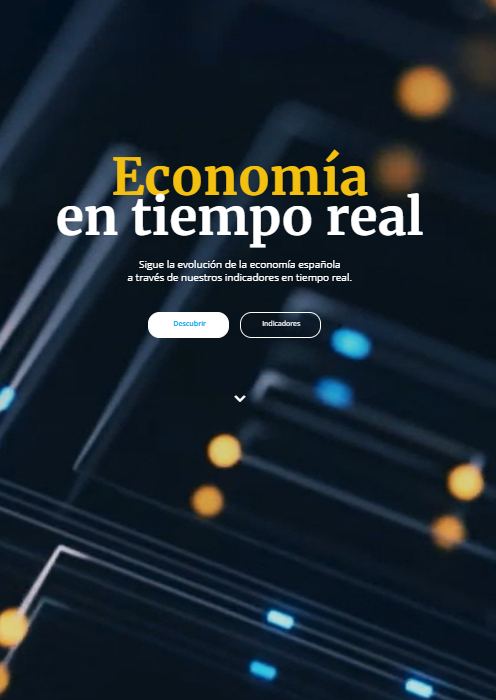 Economía
en tiempo real
Sigue la evolución de la economía española
a través de nuestros indicadores en tiempo real.
Descubrir
Indicadores